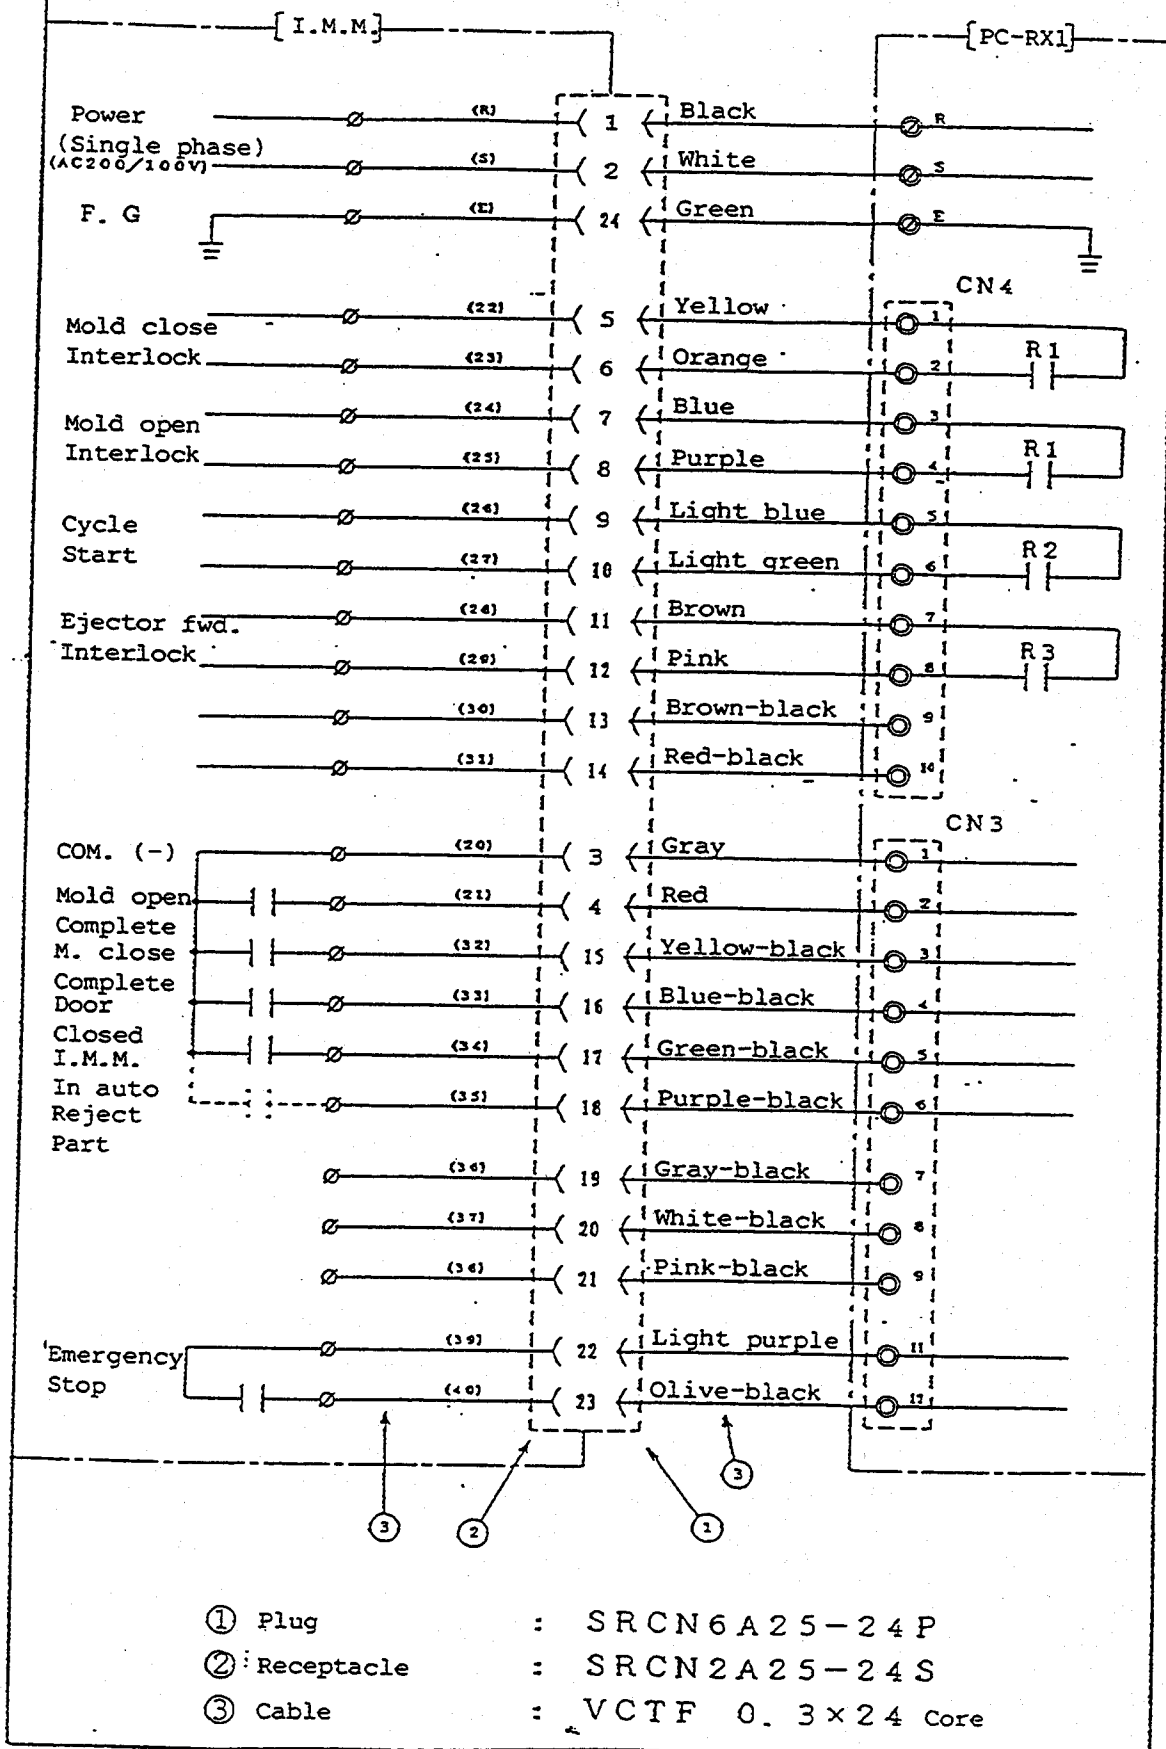 [I.M.M.] [PC-RX1]
Power (R) 1 Black R
(Single phase)
(AC200/100V) (S) 2 White S
F. G (E) 24 Green E
CN4
Mold close (22) 5 Yellow 1
Interlock (23) 6 Orange 2 R1
Mold open (24) 7 Blue 3
Interlock (25) 8 Purple 4 R1
Cycle (26) 9 Light blue 5
Start (27) 10 Light green 6 R2
Ejector fwd. (28) 11 Brown 7
Interlock (29) 12 Pink 8 R3
(30) 13 Brown-black 9
(31) 14 Red-black 10
CN3
COM. (-) (20) 3 Gray 1
Mold open (21) 4 Red 2
Complete
M. close (32) 15 Yellow-black 3
Complete
Door (33) 16 Blue-black 4
Closed
I.M.M. (34) 17 Green-black 5
In auto
Reject (35) 18 Purple-black 6
Part
(36) 19 Gray-black 7
(37) 20 White-black 8
(38) 21 Pink-black 9
Emergency (39) 22 Light purple 11
Stop (40) 23 Olive-black 12
3 2 1 3
① Plug : SRCN6A25-24P
② Receptacle : SRCN2A25-24S
③ Cable : VCTF 0.3×24 Core